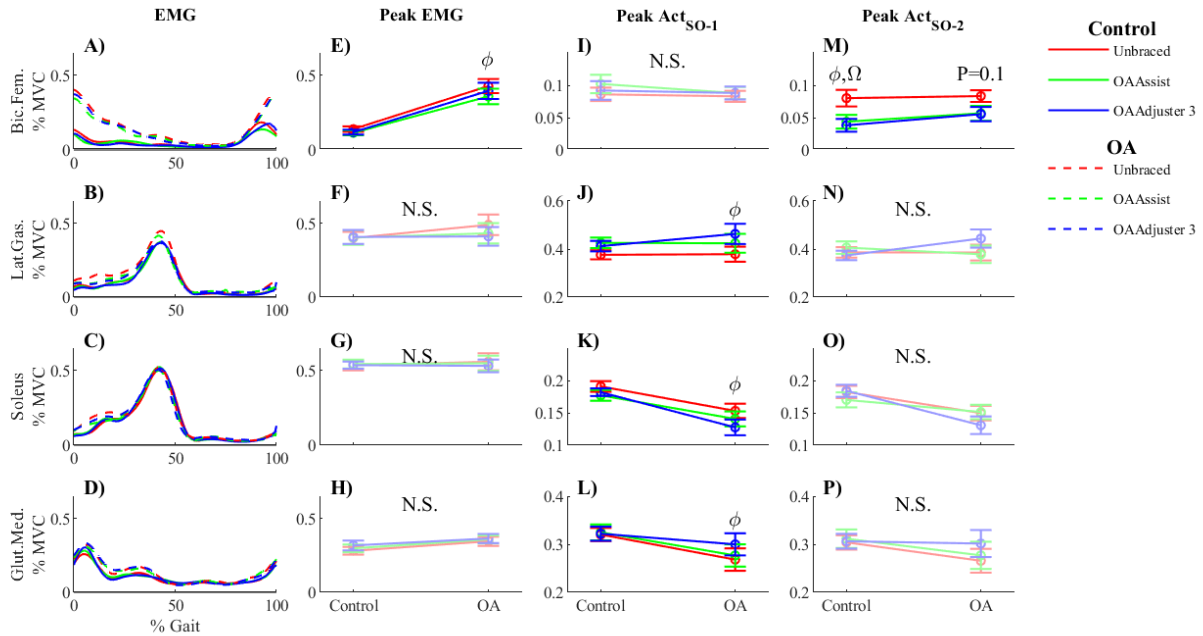 EMG Peak EMG Peak Act_SO-1 Peak Act_SO-2
Control
Unbraced
OAAssist
OAAdjuster 3
OA
Unbraced
OAAssist
OAAdjuster 3
A) E) I) M)
Bic.Fem.
% MVC
0.5
0
0 50 100
0.5
0
ϕ
0.15
0.1
0.05
0
N.S.
0.15
0.1
0.05
0
ϕ,Ω P=0.1
B) F) J) N)
Lat.Gas.
% MVC
0.5
0
0 50 100
0.5
0
N.S.
0.6
0.4
0.2
ϕ
0.6
0.4
0.2
N.S.
C) G) K) O)
Soleus
% MVC
0.5
0
0 50 100
0.5
0
N.S.
0.2
0.15
0.1
ϕ
0.2
0.15
0.1
N.S.
D) H) L) P)
Glut.Med.
% MVC
0.5
0
0 50 100
% Gait
0.5
0
N.S.
Control OA
0.4
0.3
0.2
ϕ
Control OA
0.4
0.3
0.2
N.S.
Control OA